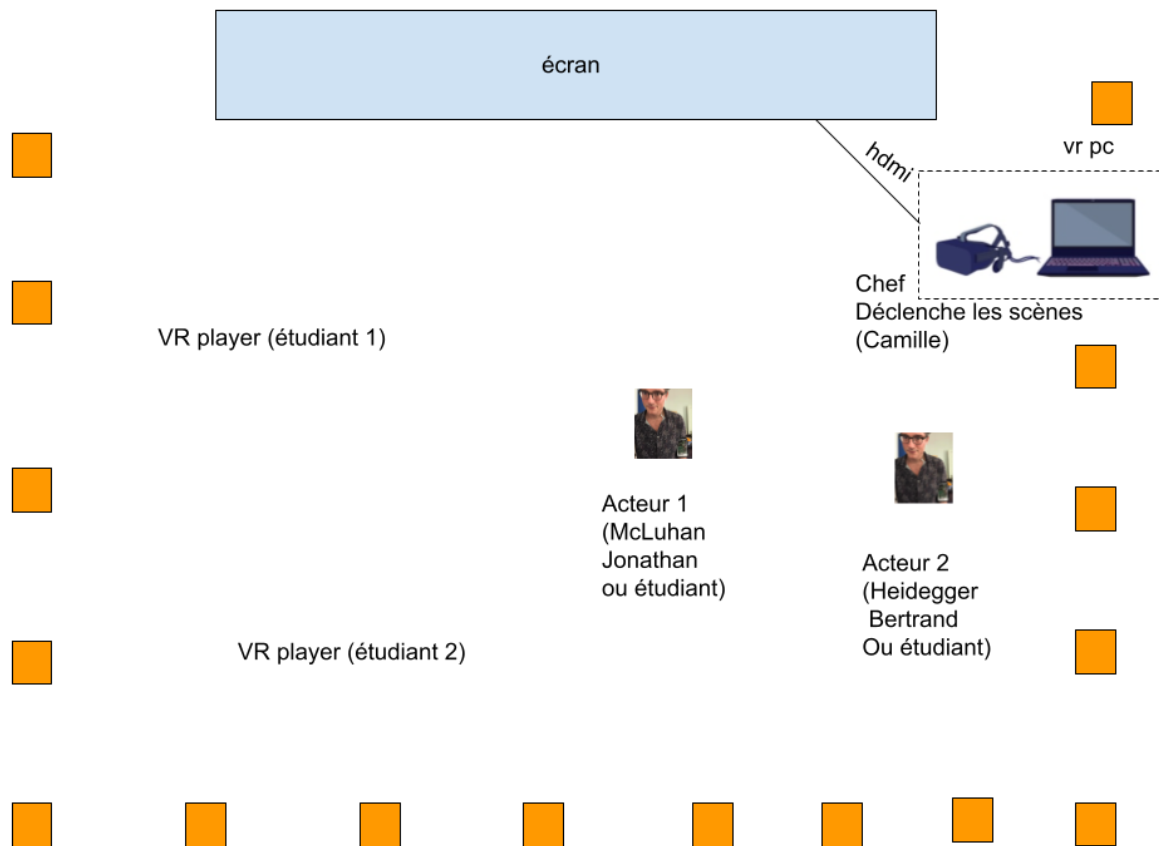 écran
hdmi
vr pc
Chef
Déclenche les scènes
(Camille)
VR player (étudiant 1)
Acteur 1
(McLuhan
Jonathan
ou étudiant)
Acteur 2
(Heidegger
Bertrand
Ou étudiant)
VR player (étudiant 2)